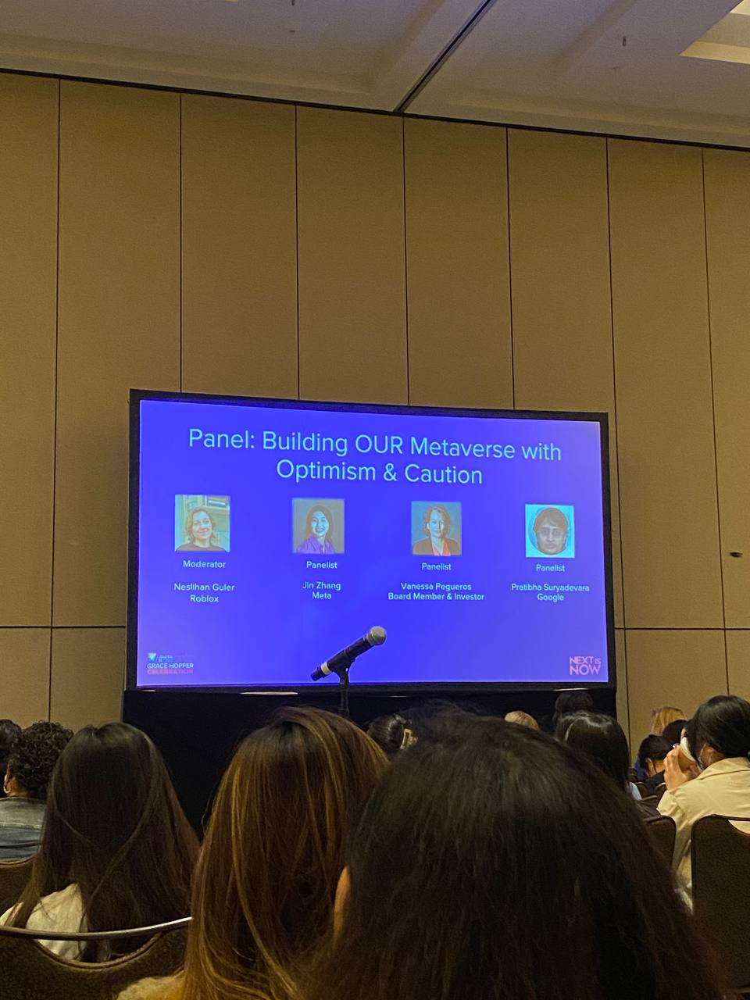 Panel: Building OUR Metaverse with
Optimism & Caution
Moderator
Neslihan Guler
Roblox
Panelist
Jin Zhang
Meta
Panelist
Vanessa Pegueros
Board Member & Investor
Panelist
Pratibha Suryadevara
Google
ANITA
B
GRACE HOPPER
CELEBRATION
NEXT IS
NOW